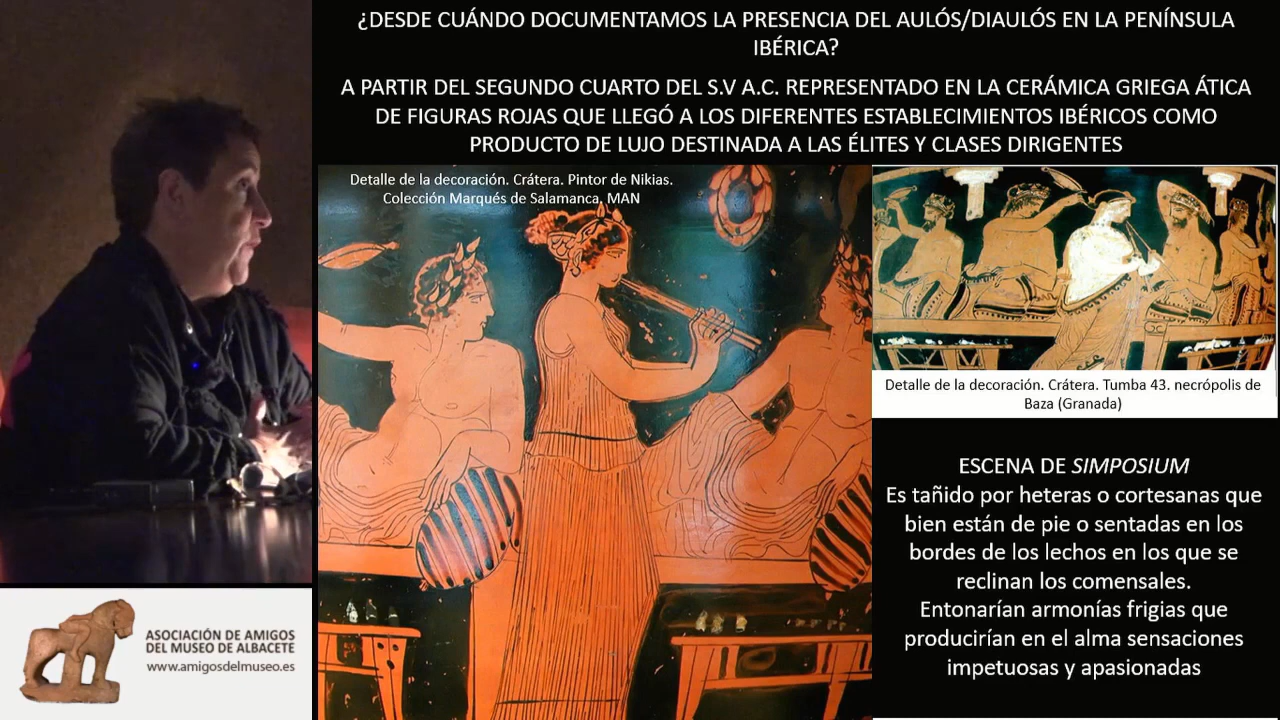 ¿DESDE CUÁNDO DOCUMENTAMOS LA PRESENCIA DEL AULÓS/DIAULÓS EN LA PENÍNSULA
IBÉRICA?
A PARTIR DEL SEGUNDO CUARTO DEL S.V A.C. REPRESENTADO EN LA CERÁMICA GRIEGA ÁTICA
DE FIGURAS ROJAS QUE LLEGÓ A LOS DIFERENTES ESTABLECIMIENTOS IBÉRICOS COMO
PRODUCTO DE LUJO DESTINADA A LAS ÉLITES Y CLASES DIRIGENTES
Detalle de la decoración. Crátera. Pintor de Nikias.
Colección Marqués de Salamanca. MAN
Detalle de la decoración. Crátera. Tumba 43. necrópolis de
Baza (Granada)
ESCENA DE SIMPOSIUM
Es tañido por heteras o cortesanas que
bien están de pie o sentadas en los
bordes de los lechos en los que se
reclinan los comensales.
Entonarían armonías frigias que
producirían en el alma sensaciones
impetuosas y apasionadas
ASOCIACIÓN DE AMIGOS
DEL MUSEO DE ALBACETE
www.amigosdelmuseo.es